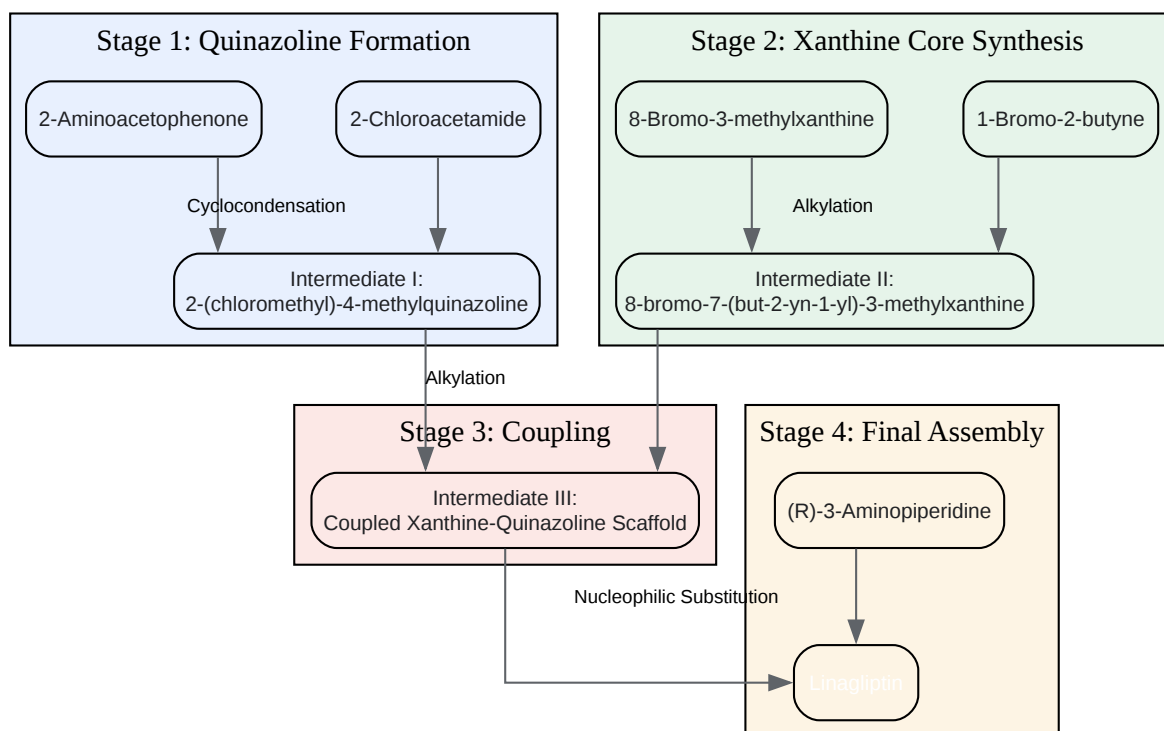 Stage 1: Quinazoline Formation
2-Aminoacetophenone
2-Chloroacetamide
Cyclocondensation
Intermediate I:
2-(chloromethyl)-4-methylquinazoline
Stage 2: Xanthine Core Synthesis
8-Bromo-3-methylxanthine
1-Bromo-2-butyne
Alkylation
Intermediate II:
8-bromo-7-(but-2-yn-1-yl)-3-methylxanthine
Alkylation
Stage 3: Coupling
Intermediate III:
Coupled Xanthine-Quinazoline Scaffold
Nucleophilic Substitution
Stage 4: Final Assembly
(R)-3-Aminopiperidine
Linagliptin